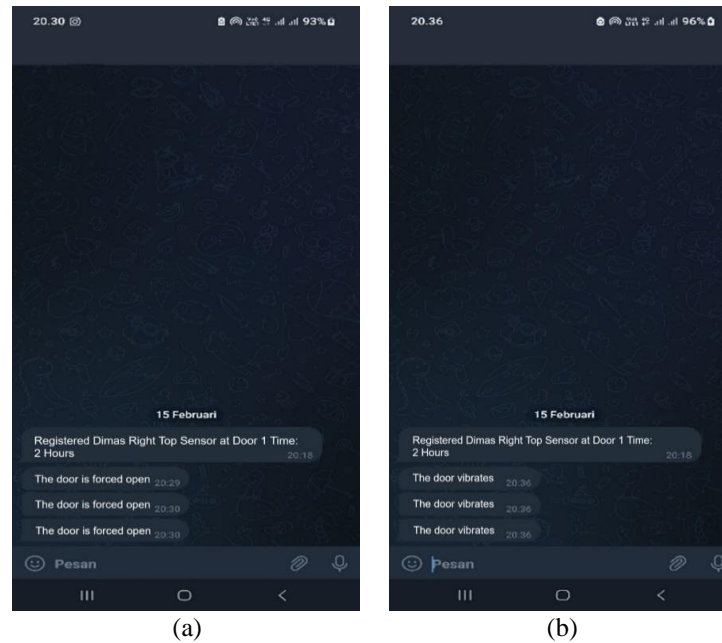 20.30
93%
15 Februari
Registered Dimas Right Top Sensor at Door 1 Time:
2 Hours
20:18
The door is forced open 20:29
The door is forced open 20:30
The door is forced open 20:30
Pesan
(a)
20.36
96%
15 Februari
Registered Dimas Right Top Sensor at Door 1 Time:
2 Hours
20:18
The door vibrates 20:36
The door vibrates 20:36
The door vibrates 20:36
Pesan
(b)